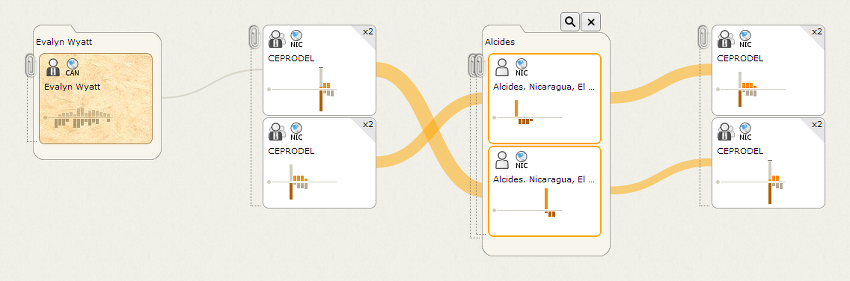 Evalyn Wyatt
CAN
Evalyn Wyatt
x2
NIC
CEPRODEL
x2
NIC
CEPRODEL
Alcides
NIC
Alcides. Nicaragua, El ...
NIC
Alcides. Nicaragua, El ...
x2
NIC
CEPRODEL
x2
NIC
CEPRODEL